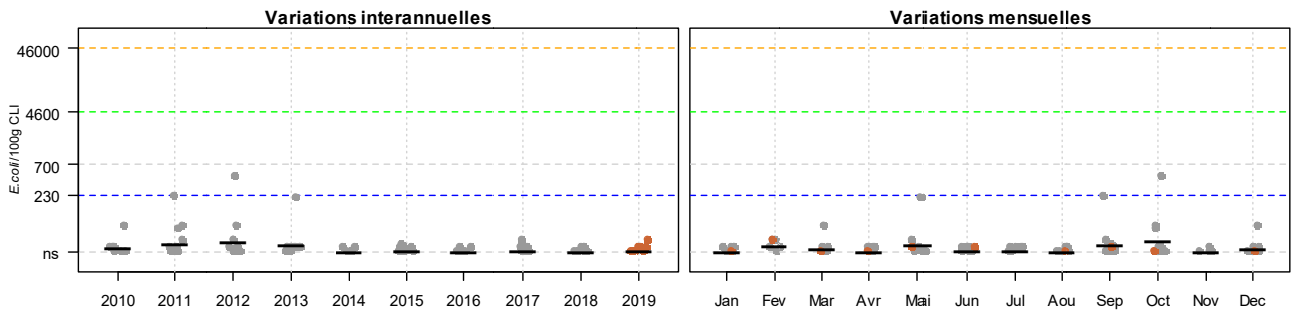 Variations interannuelles
Variations mensuelles
E.coli/100g CLI
46000
4600
700
230
ns
2010 2011 2012 2013 2014 2015 2016 2017 2018 2019
Jan Fev Mar Avr Mai Jun Jul Aou Sep Oct Nov Dec